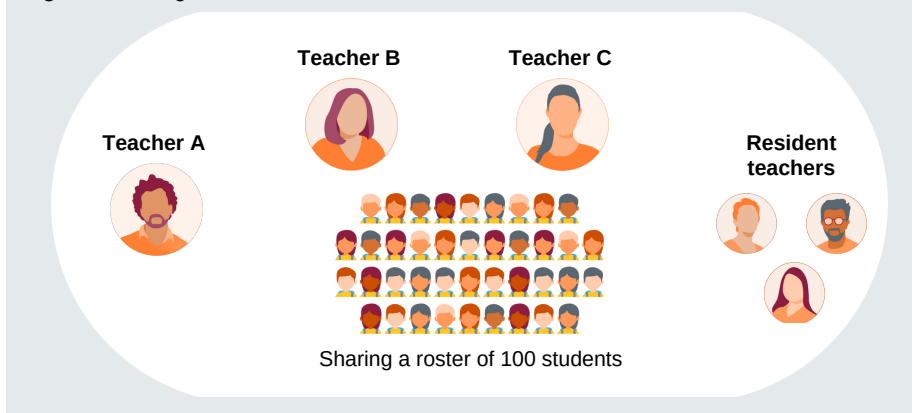 Teacher B
Teacher C
Teacher A
Resident
teachers
Sharing a roster of 100 students